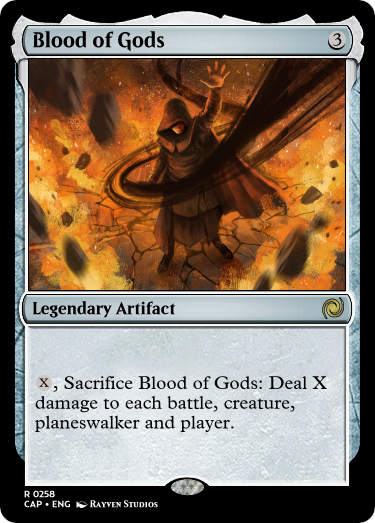 Blood of Gods 3
Legendary Artifact
X, Sacrifice Blood of Gods: Deal X
damage to each battle, creature,
planeswalker and player.
R 0258
CAP • ENG RAYVEN STUDIOS